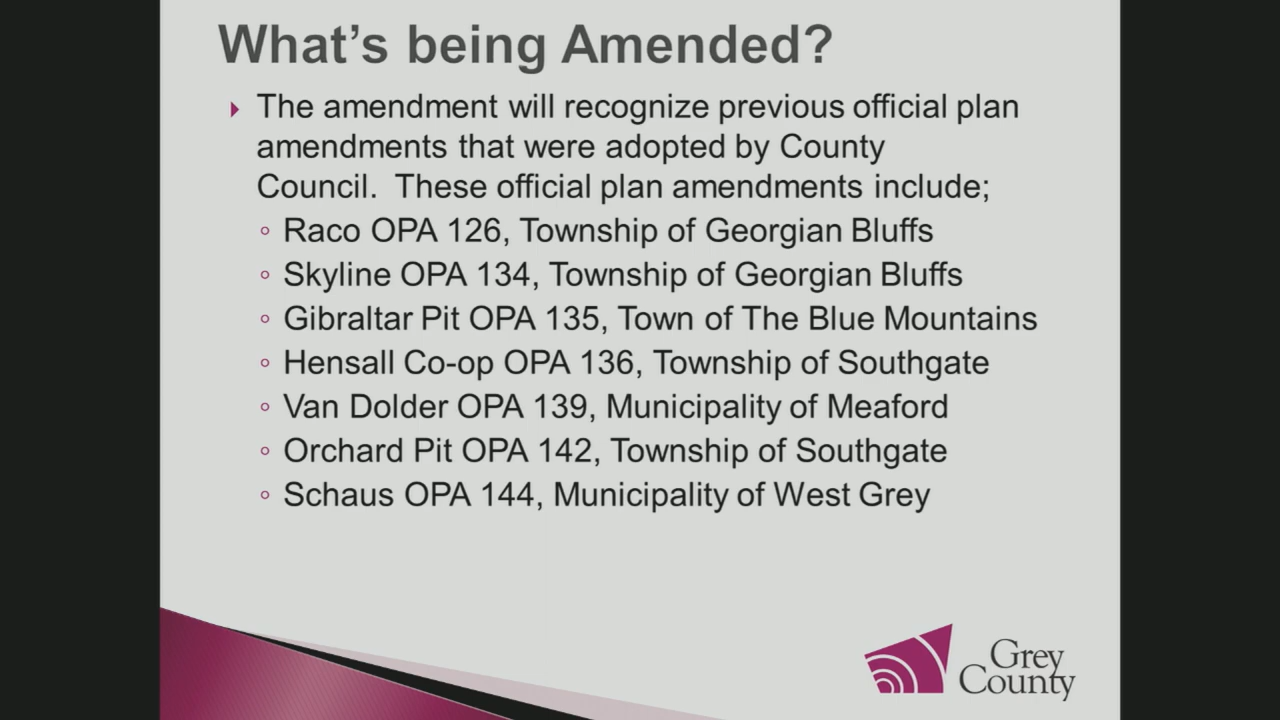 What's being Amended?
The amendment will recognize previous official plan
amendments that were adopted by County
Council.  These official plan amendments include;
Raco OPA 126, Township of Georgian Bluffs
Skyline OPA 134, Township of Georgian Bluffs
Gibraltar Pit OPA 135, Town of The Blue Mountains
Hensall Co-op OPA 136, Township of Southgate
Van Dolder OPA 139, Municipality of Meaford
Orchard Pit OPA 142, Township of Southgate
Schaus OPA 144, Municipality of West Grey
Grey
County